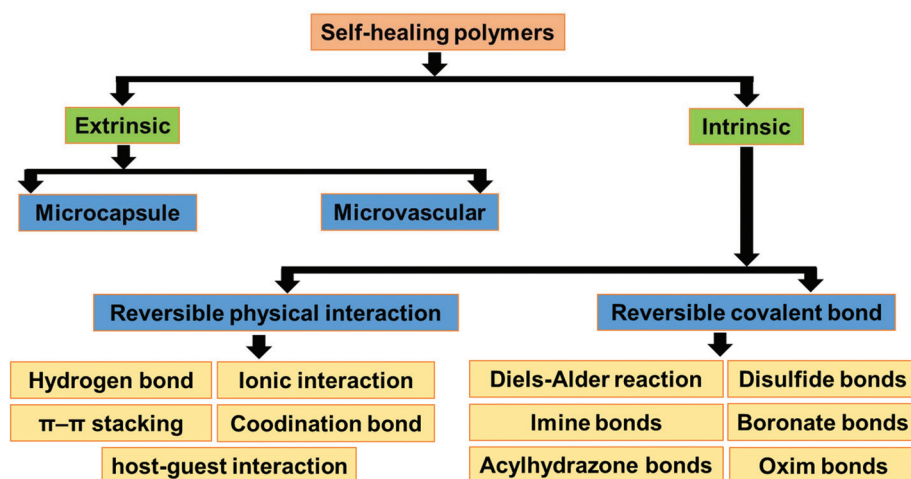 Self-healing polymers
Extrinsic
Intrinsic
Microcapsule
Microvascular
Reversible physical interaction
Reversible covalent bond
Hydrogen bond
Ionic interaction
π–π stacking
Coodination bond
host-guest interaction
Diels-Alder reaction
Disulfide bonds
Imine bonds
Boronate bonds
Acylhydrazone bonds
Oxim bonds